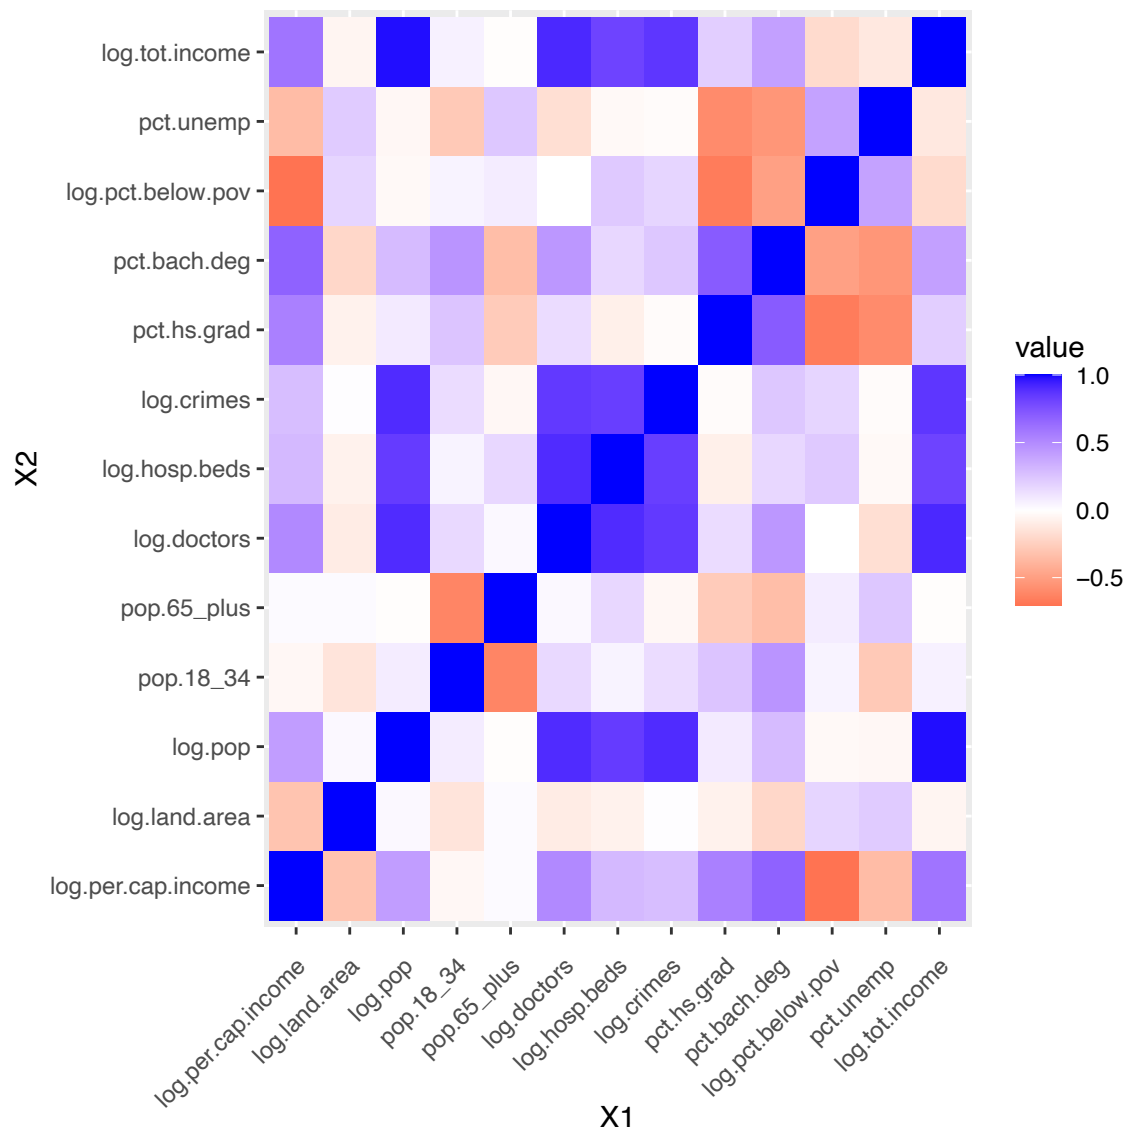 log.tot.income
pct.unemp
log.pct.below.pov
pct.bach.deg
pct.hs.grad
log.crimes
log.hosp.beds
log.doctors
pop.65_plus
pop.18_34
log.pop
log.land.area
log.per.cap.income
X2
log.per.cap.income
log.land.area
log.pop
pop.18_34
pop.65_plus
log.doctors
log.hosp.beds
log.crimes
pct.hs.grad
pct.bach.deg
log.pct.below.pov
pct.unemp
log.tot.income
X1
value
1.0
0.5
0.0
−0.5